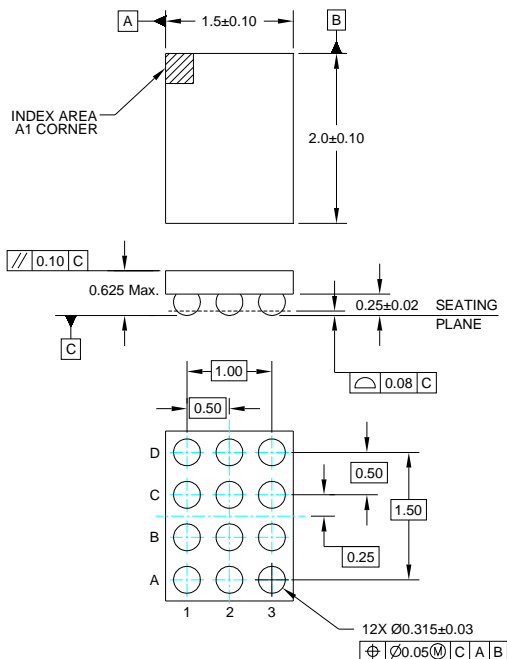 A
1.5±0.10
B
INDEX AREA
A1 CORNER
2.0±0.10
// 0.10 C
0.625 Max.
0.25±0.02
SEATING
PLANE
C
⌓ 0.08 C
1.00
0.50
D
C
B
A
0.50
1.50
0.25
1 2 3
12X Ø0.315±0.03
⌖ Ø0.05Ⓜ C A B